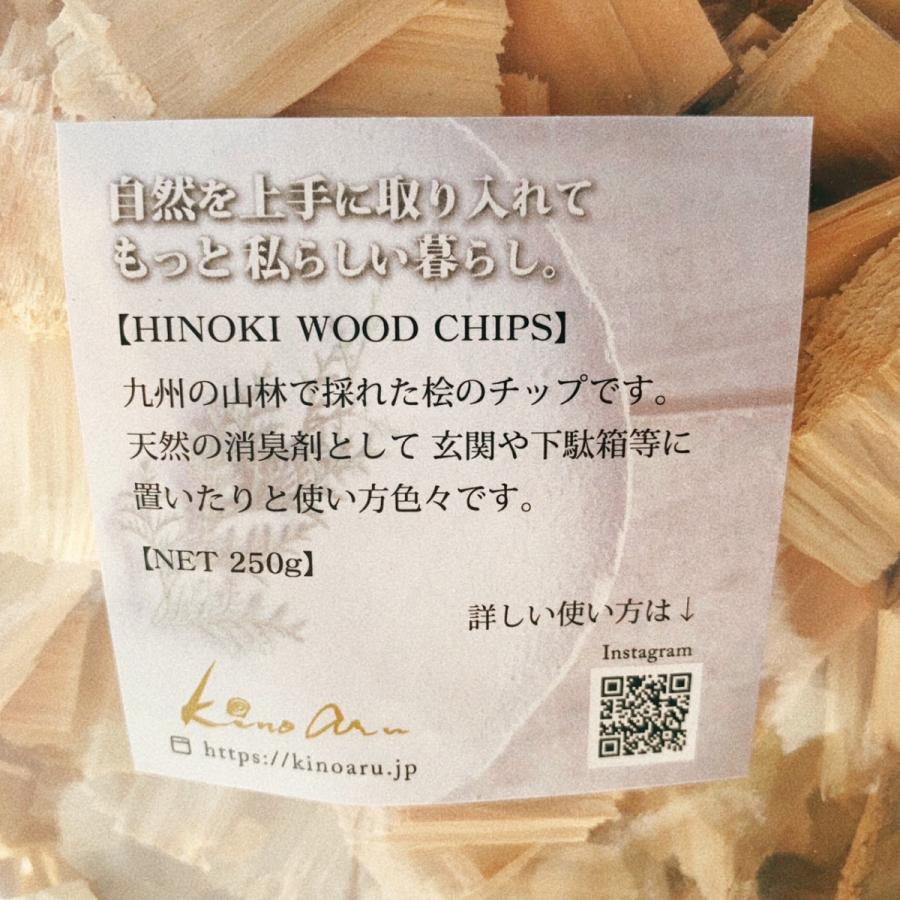 自然を上手に取り入れて
もっと 私らしい暮らし。
【HINOKI WOOD CHIPS】
九州の山林で採れた桧のチップです。
天然の消臭剤として 玄関や下駄箱等に
置いたりと使い方色々です。
【NET 250g】
詳しい使い方は↓
Instagram
kino aru
https://kinoaru.jp